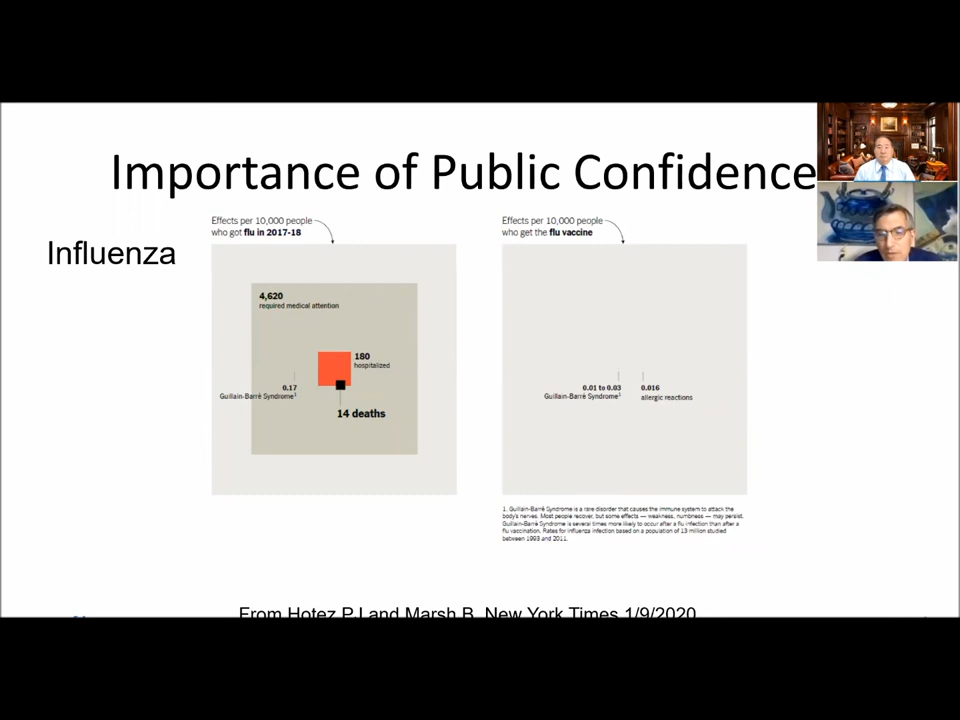 Importance of Public Confidence
Influenza
Effects per 10,000 people
who got flu in 2017-18
4,620
required medical attention
180
hospitalized
0.17
Guillain-Barré Syndrome1
14 deaths
Effects per 10,000 people
who get the flu vaccine
0.01 to 0.03
Guillain-Barré Syndrome1
0.016
allergic reactions
1. Guillain-Barré Syndrome is a rare disorder that causes the immune system to attack the
body's nerves. Most people recover, but some effects — weakness, numbness — may persist.
Guillain-Barré Syndrome is several times more likely to occur after a flu infection than after a
flu vaccination. Rates for influenza infection based on a population of 13 million studied
between 1993 and 2011.
From Hotez PJ and Marsh B, New York Times 1/9/2020